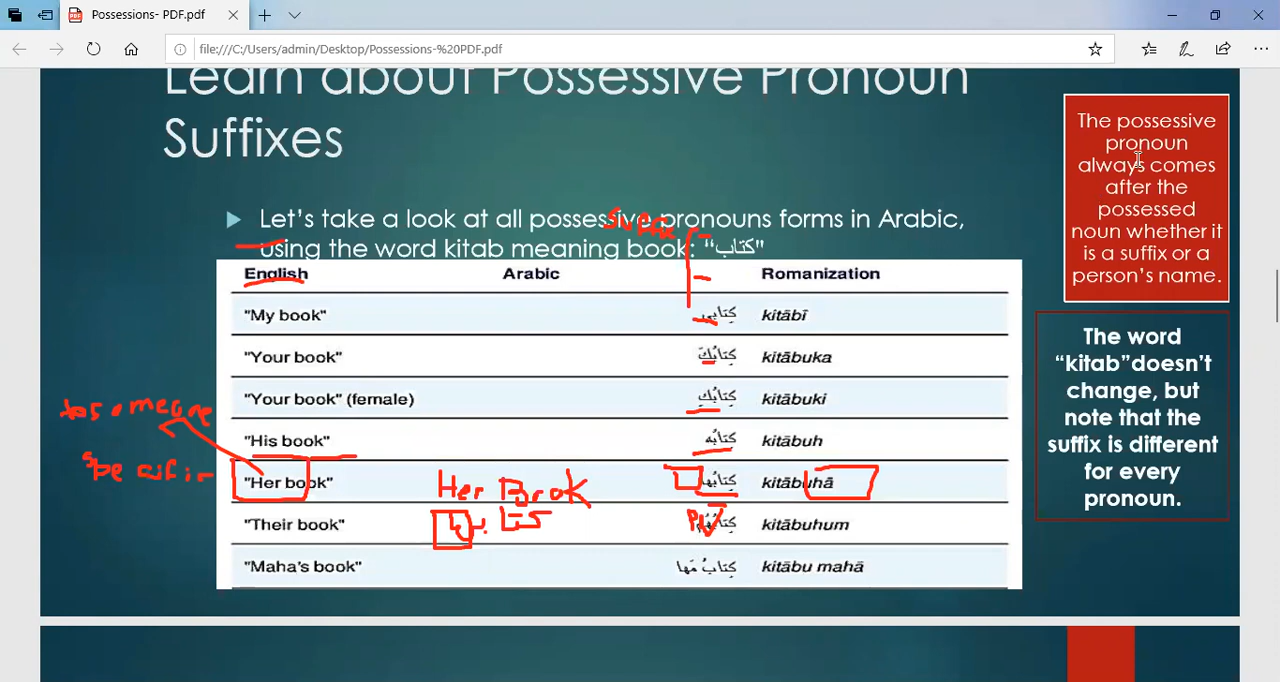 Possessions- PDF.pdf
file:///C:/Users/admin/Desktop/Possessions-%20PDF.pdf
Learn about Possessive Pronoun
Suffixes
Let's take a look at all possessive pronouns forms in Arabic,
using the word kitab meaning book: “كتاب"
English Arabic Romanization
"My book" كِتابي kitābī
"Your book" كِتابُكَ kitābuka
"Your book" (female) كِتابُكِ kitābuki
"His book" كِتابُه kitābuh
"Her book" كِتابُها kitābuhā
"Their book" كِتابُهُم kitābuhum
"Maha's book" كِتابُ مَها kitābu mahā
Her Book
The possessive
pronoun
always comes
after the
possessed
noun whether it
is a suffix or a
person's name.
The word
“kitab”doesn't
change, but
note that the
suffix is different
for every
pronoun.